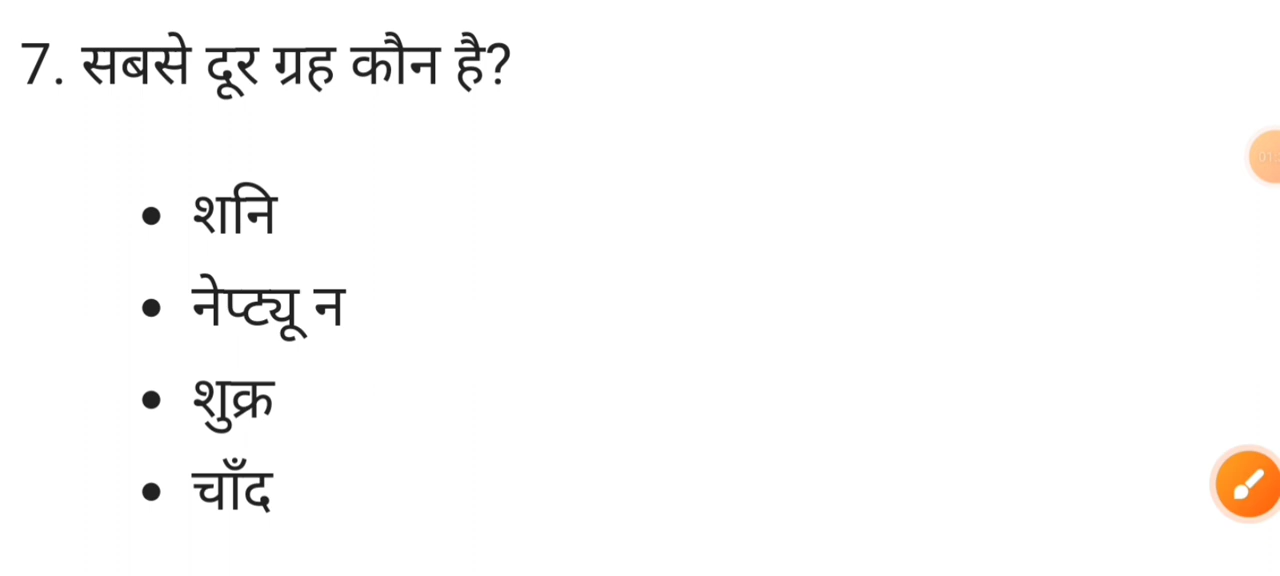 7. सबसे दूर ग्रह कौन है?
• शनि
• नेप्ट्यू न
• शुक्र
• चाँद